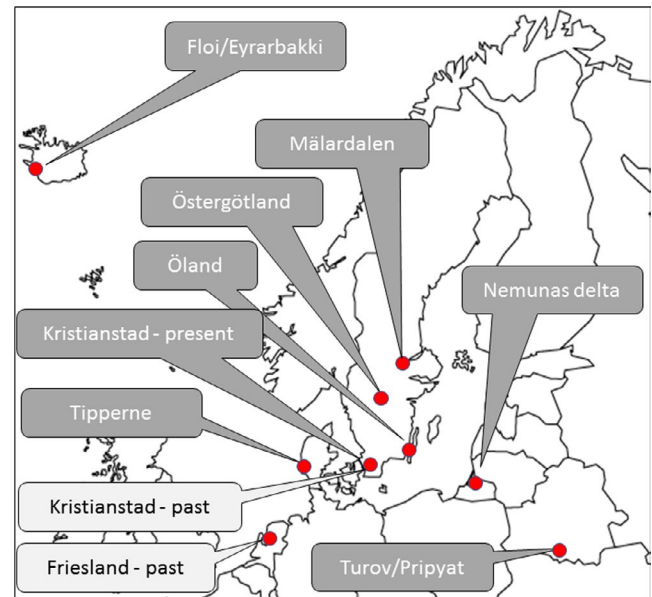 Floi/Eyrarbakki
Mälardalen
Östergötland
Öland
Nemunas delta
Kristianstad - present
Tipperne
Kristianstad - past
Friesland - past
Turov/Pripyat